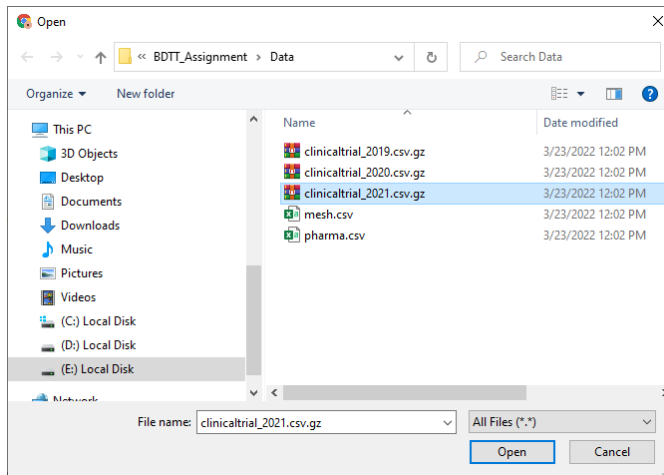 Open
« BDTT_Assignment > Data
Search Data
Organize
New folder
This PC
3D Objects
Desktop
Documents
Downloads
Music
Pictures
Videos
(C:) Local Disk
(D:) Local Disk
(E:) Local Disk
Network
Name
Date modified
clinicaltrial_2019.csv.gz
3/23/2022 12:02 PM
clinicaltrial_2020.csv.gz
3/23/2022 12:02 PM
clinicaltrial_2021.csv.gz
3/23/2022 12:02 PM
mesh.csv
3/23/2022 12:02 PM
pharma.csv
3/23/2022 12:02 PM
File name:
clinicaltrial_2021.csv.gz
All Files (*.*)
Open
Cancel